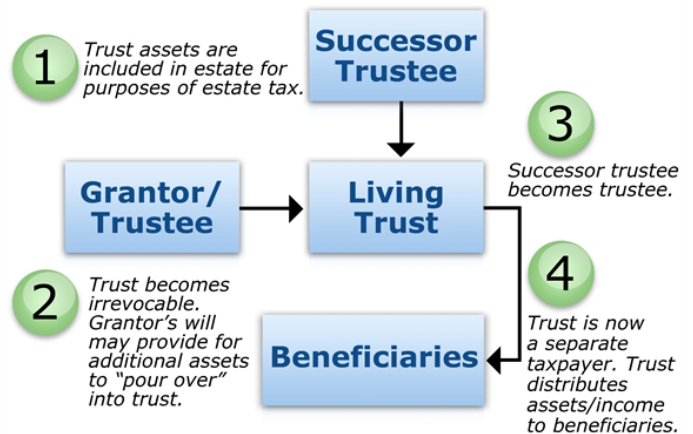 1
Trust assets are
included in estate for
purposes of estate tax.
Successor
Trustee
3
Successor trustee
becomes trustee.
Grantor/
Trustee
Living
Trust
2
Trust becomes
irrevocable.
Grantor's will
may provide for
additional assets
to “pour over”
into trust.
Beneficiaries
4
Trust is now
a separate
taxpayer. Trust
distributes
assets/income
to beneficiaries.